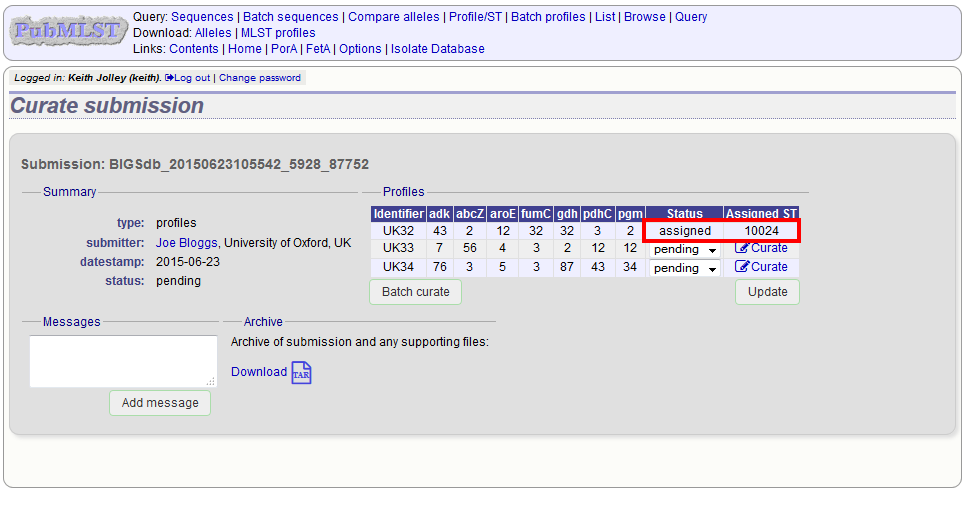 PubMLST
Query: Sequences | Batch sequences | Compare alleles | Profile/ST | Batch profiles | List | Browse | Query
Download: Alleles | MLST profiles
Links: Contents | Home | PorA | FetA | Options | Isolate Database
Logged in: Keith Jolley (keith). Log out | Change password
Curate submission
Submission: BIGSdb_20150623105542_5928_87752
Summary
type: profiles
submitter: Joe Bloggs, University of Oxford, UK
datestamp: 2015-06-23
status: pending
Profiles
Identifier adk abcZ aroE fumC gdh pdhC pgm Status Assigned ST
UK32 43 2 12 32 32 3 2 assigned 10024
UK33 7 56 4 3 2 12 12 pending Curate
UK34 76 3 5 3 87 43 34 pending Curate
Batch curate Update
Messages
Add message
Archive
Archive of submission and any supporting files:
Download TAR